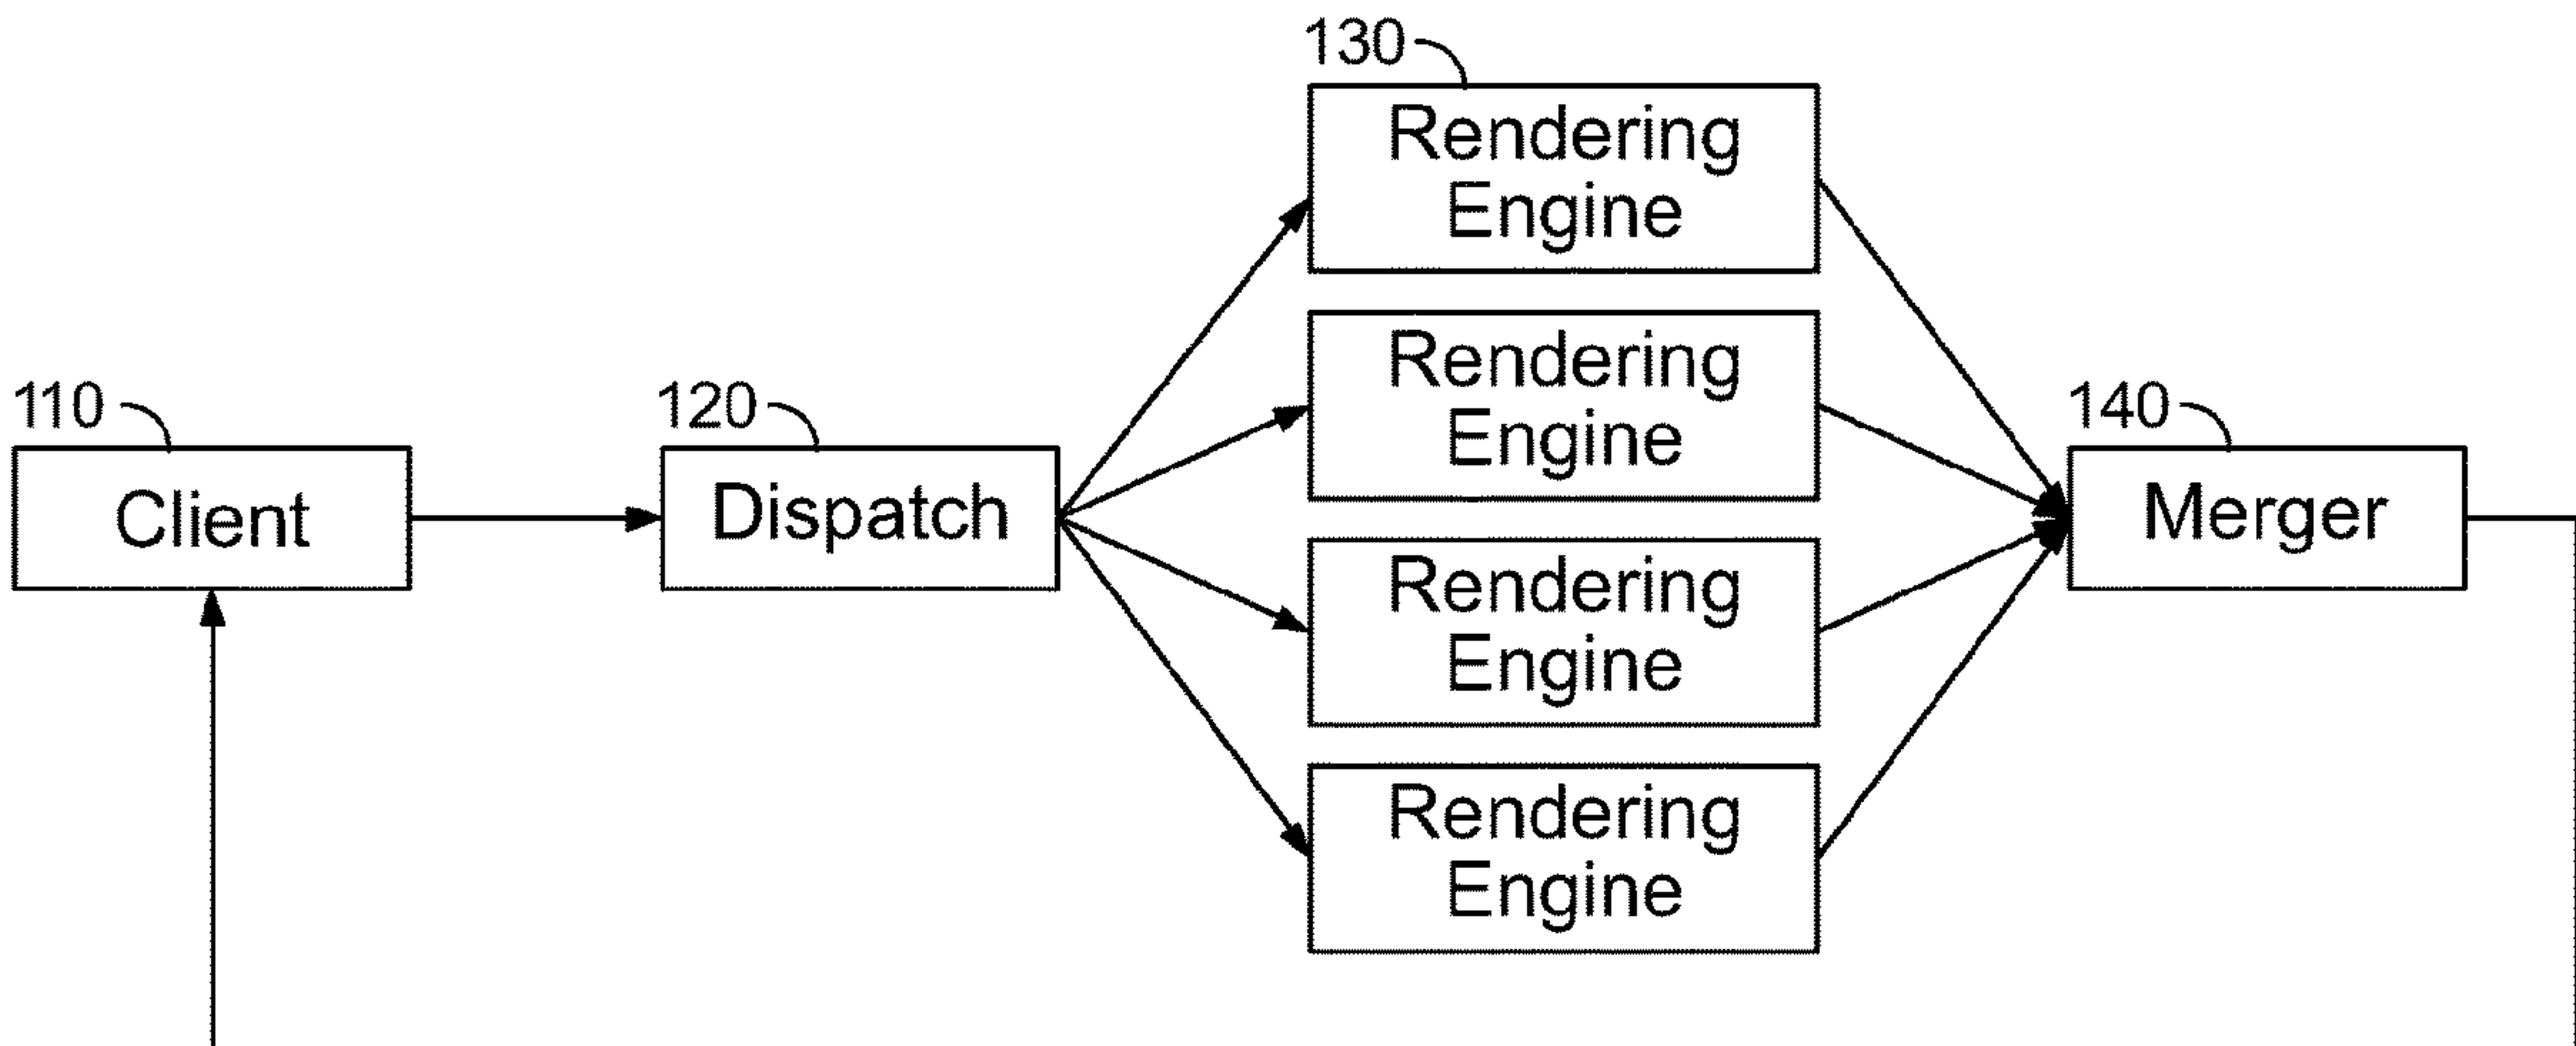 130
Rendering
Engine
Rendering
Engine
110
Client
120
Dispatch
140
Merger
Rendering
Engine
Rendering
Engine